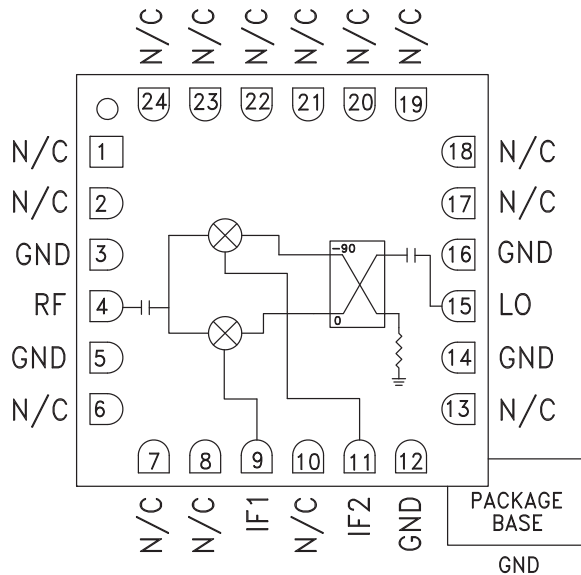 N/C N/C N/C N/C N/C N/C
24 23 22 21 20 19
N/C 1 18 N/C
N/C 2 17 N/C
GND 3 -90 16 GND
RF 4 15 LO
0
GND 5 14 GND
N/C 6 13 N/C
7 8 9 10 11 12
N/C N/C IF1 N/C IF2 GND
PACKAGE
BASE
GND